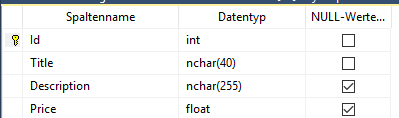 Spaltenname Datentyp NULL-Werte...
Id int
Title nchar(40)
Description nchar(255)
Price float